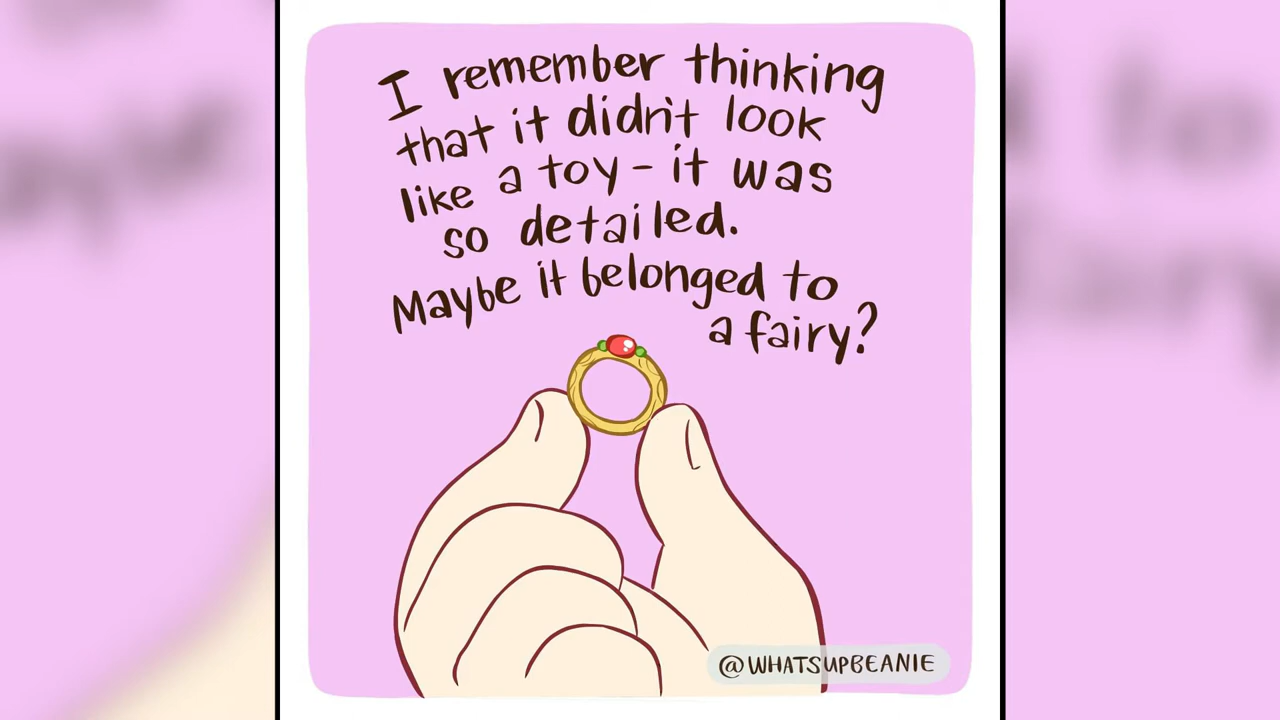 I remember thinking
that it didn't look
like a toy - it was
so detailed.
Maybe it belonged to
a fairy?
@WHATSUPBEANIE